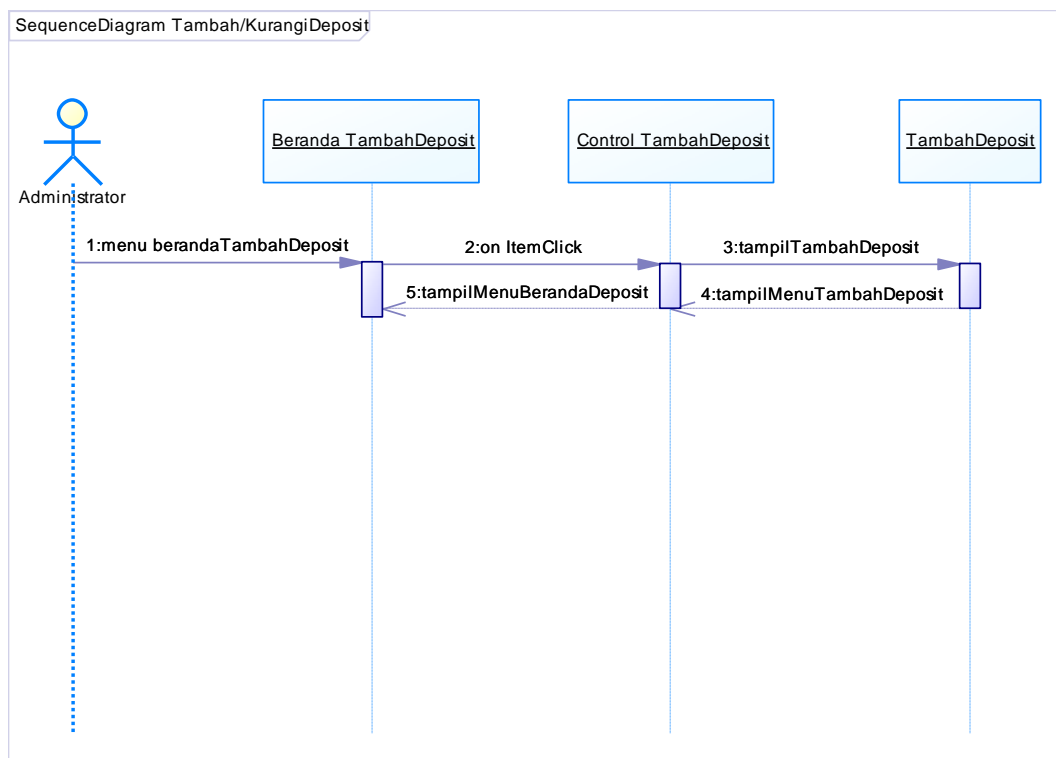 SequenceDiagram Tambah/KurangiDeposit
Beranda TambahDeposit
Control TambahDeposit
TambahDeposit
Administrator
1:menu berandaTambahDeposit
2:on ItemClick
3:tampilTambahDeposit
5:tampilMenuBerandaDeposit
4:tampilMenuTambahDeposit